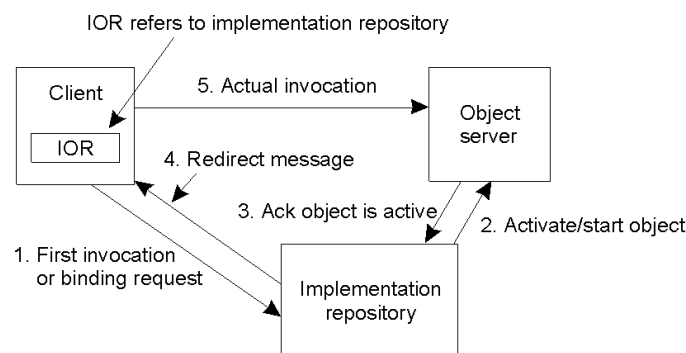 IOR refers to implementation repository
Client
IOR
5. Actual invocation
Object
server
4. Redirect message
3. Ack object is active
2. Activate/start object
1. First invocation
or binding request
Implementation
repository